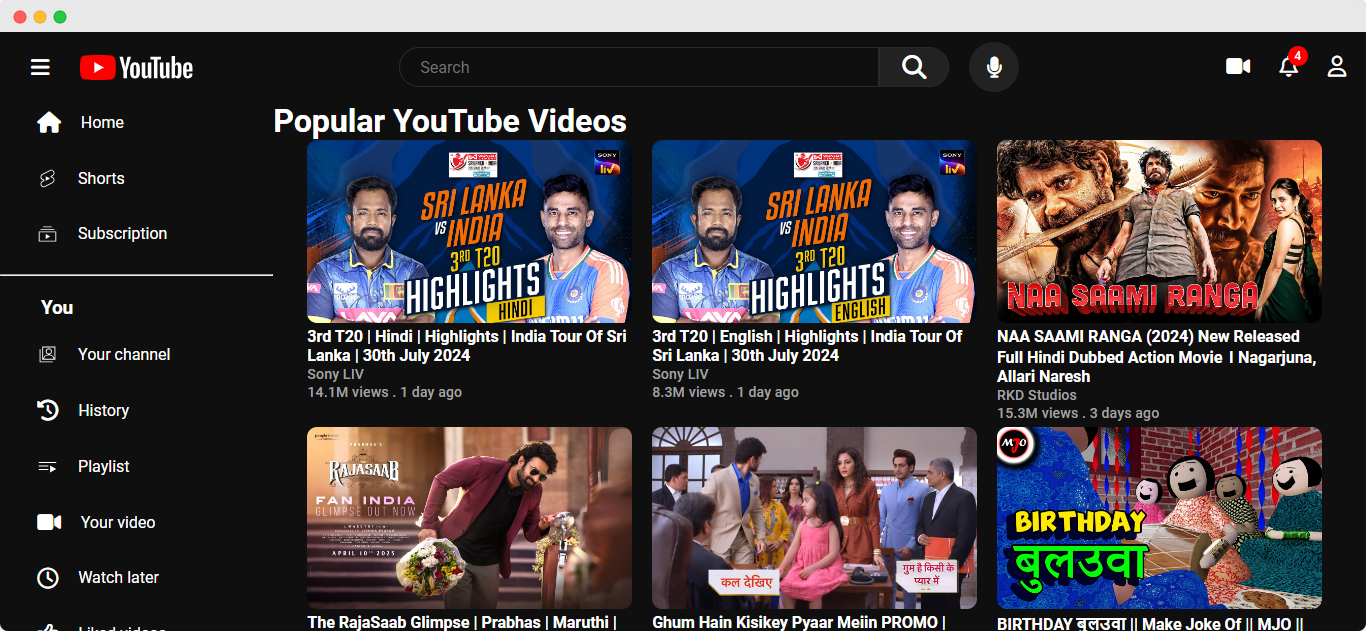 YouTube
Search
4
Home
Shorts
Subscription
You
Your channel
History
Playlist
Your video
Watch later
Liked videos
Popular YouTube Videos
SONY
liv
SRI LANKA
VS
INDIA
3RD T20
HIGHLIGHTS
HINDI
3rd T20 | Hindi | Highlights | India Tour Of Sri
Lanka | 30th July 2024
Sony LIV
14.1M views . 1 day ago
SONY
liv
SRI LANKA
VS
INDIA
3RD T20
HIGHLIGHTS
ENGLISH
3rd T20 | English | Highlights | India Tour Of
Sri Lanka | 30th July 2024
Sony LIV
8.3M views . 1 day ago
NAA SAAMI RANGA
NAA SAAMI RANGA (2024) New Released
Full Hindi Dubbed Action Movie l Nagarjuna,
Allari Naresh
RKD Studios
15.3M views . 3 days ago
PRABHAS'S
RAJASAAB
FAN INDIA
GLIMPSE OUT NOW
MARUTHI
APRIL 10TH 2025
The RajaSaab Glimpse | Prabhas | Maruthi |
कल देखिए
गुम है किसी के
प्यार में
Ghum Hain Kisikey Pyaar Meiin PROMO |
MJO
BIRTHDAY
बुलउवा
BIRTHDAY बुलउवा || Make Joke Of || MJO ||